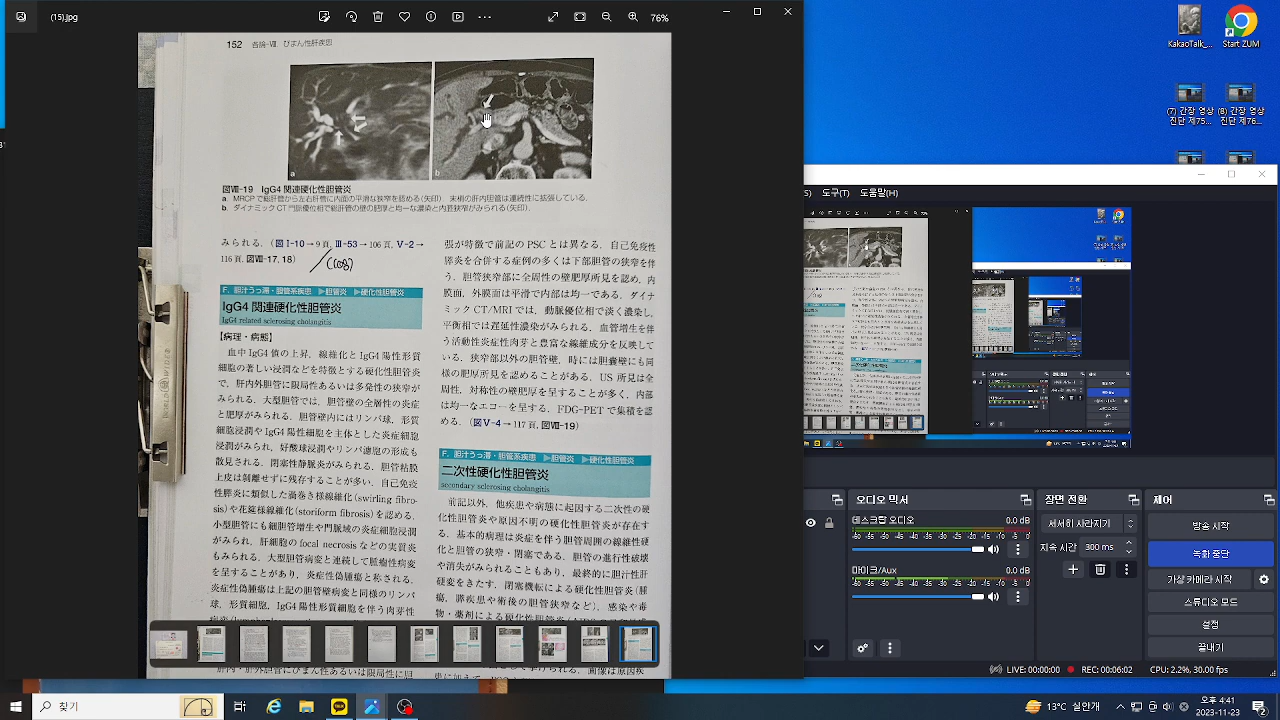 (15).jpg
76%
152 各論-Ⅷ. びまん性肝疾患
a
b
図Ⅷ-19 IgG4 関連硬化性胆管炎
a. MRCP で総肝管から左右肝管に内面の平滑な狭窄を認める(矢印). 末梢の肝内胆管は連続性に拡張している.
b. ダイナミック CT 門脈優位相で総肝管の壁の肥厚と均一な濃染と内腔狭窄がみられる(矢印).
みられる. (図Ⅰ-10→9頁, Ⅲ-53→106頁, Ⅴ-2→
116頁, 図Ⅷ-17, 18)
(108)
F. 胆汁うっ滞・胆管系疾患 ▶胆管炎 ▶硬化性胆管炎
IgG4 関連硬化性胆管炎
IgG4 related sclerosing cholangitis
【病理・病態】
血中 IgG4 値の上昇, 線維化と IgG4 陽性形質
細胞の著しい浸潤などを特徴とする硬化性胆管炎
で, 肝内外胆管に限局性あるいは多発性の狭窄が
みられる. 大型胆管では, 胆管壁の全層性の炎症
と肥厚がみられる. 胆管壁内にはリンパ球, 形質
細胞浸潤や IgG4 陽性細胞を主体とした炎症細胞
浸潤がみられ, 好酸球浸潤やリンパ濾胞の形成も
散見される. 閉塞性静脈炎がみられる. 胆管粘膜
上皮は剝離せずに残存することが多い. 自己免疫
性膵炎に類似した渦巻き様線維化(swirling fibro-
sis)や花筵様線維化(storiform fibrosis)を認める.
小型胆管にも細胆管増生や門脈域の炎症細胞浸潤
がみられ, 肝細胞の focal necrosis などの実質炎
もみられる. 大型胆管病変と連続して腫瘤性病変
を呈することがあり, 炎症性偽腫瘍と称される.
炎症性偽腫瘍は上記の胆管壁病変と同様のリンパ
球, 形質細胞, IgG4 陽性形質細胞を伴う肉芽性
肝内・肝外胆管にびまん性あるいは限局性に胆
張が特徴で前記の PSC とは異なる. 自己免疫性
膵炎を合併する症例の多くは下部胆管の狭窄を伴
う. 胆管狭窄部に全周性の壁肥厚所見を認め, 内
膜面, 外膜面は平滑で内部は均一である. ダイナ
ミック CT/MRI では, 動脈優位相で淡く濃染し,
平衡相では遅延性濃染がみられる. 血管増生を伴
う活動性炎症性肉芽と豊富な線維成分を反映して
いる. 狭窄部以外の胆管壁, 時には胆囊壁にも同
様の肥厚所見を認めることがある. US 所見は全
周性, 対称性の壁肥厚を呈することが多く, 内部
は均一なエコーを呈する. FDG-PET で集積を認
める. (図Ⅴ-4→117頁, 図Ⅷ-19)
F. 胆汁うっ滞・胆管系疾患 ▶胆管炎 ▶硬化性胆管炎
二次性硬化性胆管炎
secondary sclerosing cholangitis
前記以外, 他疾患や病態に起因する二次性の硬
化性胆管炎や原因不明の硬化性胆管炎が存在す
る. 基本的病理は炎症を伴う胆管周囲の線維性硬
化と胆管の狭窄・閉塞である. 胆管の進行性破壊
や消失がみられることもあり, 最終的に胆汁性肝
硬変をきたす. 閉塞機転による硬化性胆管炎(腫
瘍, 膵疾患や術後の胆管狭窄など), 感染や毒
Start ZUM
도움말(H)
오디오 믹서
장면 전환
제어
데스크탑 오디오
0.0 dB
마이크/Aux
0.0 dB
서서히 사라지기
지속 시간
300 ms
방송 시작
녹화 중단
가상 카메라 시작
스튜디오 모드
설정
끝내기
LIVE: 00:00:00
REC: 00:06:02
CPU: 2.2%, 30.00 fps
찾기
오후 11:12